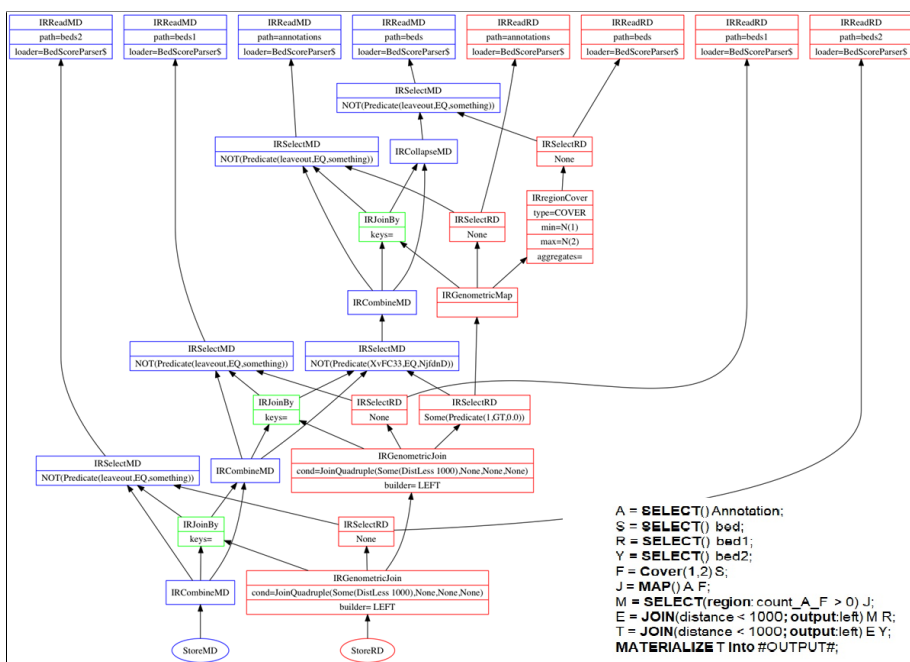 IRReadMD
path=beds2
loader=BedScoreParser$
IRReadMD
path=beds1
loader=BedScoreParser$
IRReadMD
path=annotations
loader=BedScoreParser$
IRReadMD
path=beds
loader=BedScoreParser$
IRReadRD
path=annotations
loader=BedScoreParser$
IRReadRD
path=beds
loader=BedScoreParser$
IRReadRD
path=beds1
loader=BedScoreParser$
IRReadRD
path=beds2
loader=BedScoreParser$
IRSelectMD
NOT(Predicate(leaveout,EQ,something))
IRSelectMD
NOT(Predicate(leaveout,EQ,something))
IRCollapseMD
IRSelectRD
None
IRregionCover
type=COVER
min=N(1)
max=N(2)
aggregates=
IRJoinBy
keys=
IRSelectRD
None
IRCombineMD
IRGenometricMap
IRSelectMD
NOT(Predicate(leaveout,EQ,something))
IRSelectMD
NOT(Predicate(XvFC33,EQ,NjfdnD))
IRJoinBy
keys=
IRSelectRD
None
IRSelectRD
Some(Predicate(1,GT,0.0))
IRSelectMD
NOT(Predicate(leaveout,EQ,something))
IRCombineMD
IRGenometricJoin
cond=JoinQuadruple(Some(DistLess 1000),None,None,None)
builder= LEFT
IRJoinBy
keys=
IRSelectRD
None
IRCombineMD
IRGenometricJoin
cond=JoinQuadruple(Some(DistLess 1000),None,None,None)
builder= LEFT
StoreMD
StoreRD
A = SELECT() Annotation;
S = SELECT() bed;
R = SELECT() bed1;
Y = SELECT() bed2;
F = Cover(1,2) S;
J = MAP() A F;
M = SELECT(region: count_A_F > 0) J;
E = JOIN(distance < 1000; output:left) M R;
T = JOIN(distance < 1000; output:left) E Y;
MATERIALIZE T into #OUTPUT#;